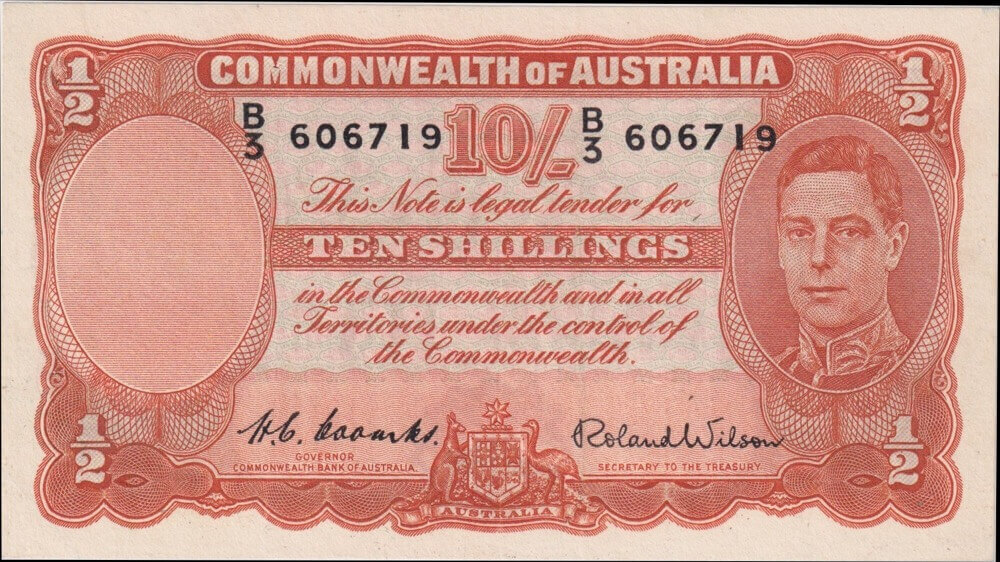 1/2 COMMONWEALTH OF AUSTRALIA 1/2
B/3 606719 10/- B/3 606719
This Note is legal tender for
TEN SHILLINGS
in the Commonwealth and in all
Territories under the control of
the Commonwealth.
H.C. Coombs. Roland Wilson
GOVERNOR
COMMONWEALTH BANK OF AUSTRALIA. SECRETARY TO THE TREASURY
1/2 1/2
AUSTRALIA